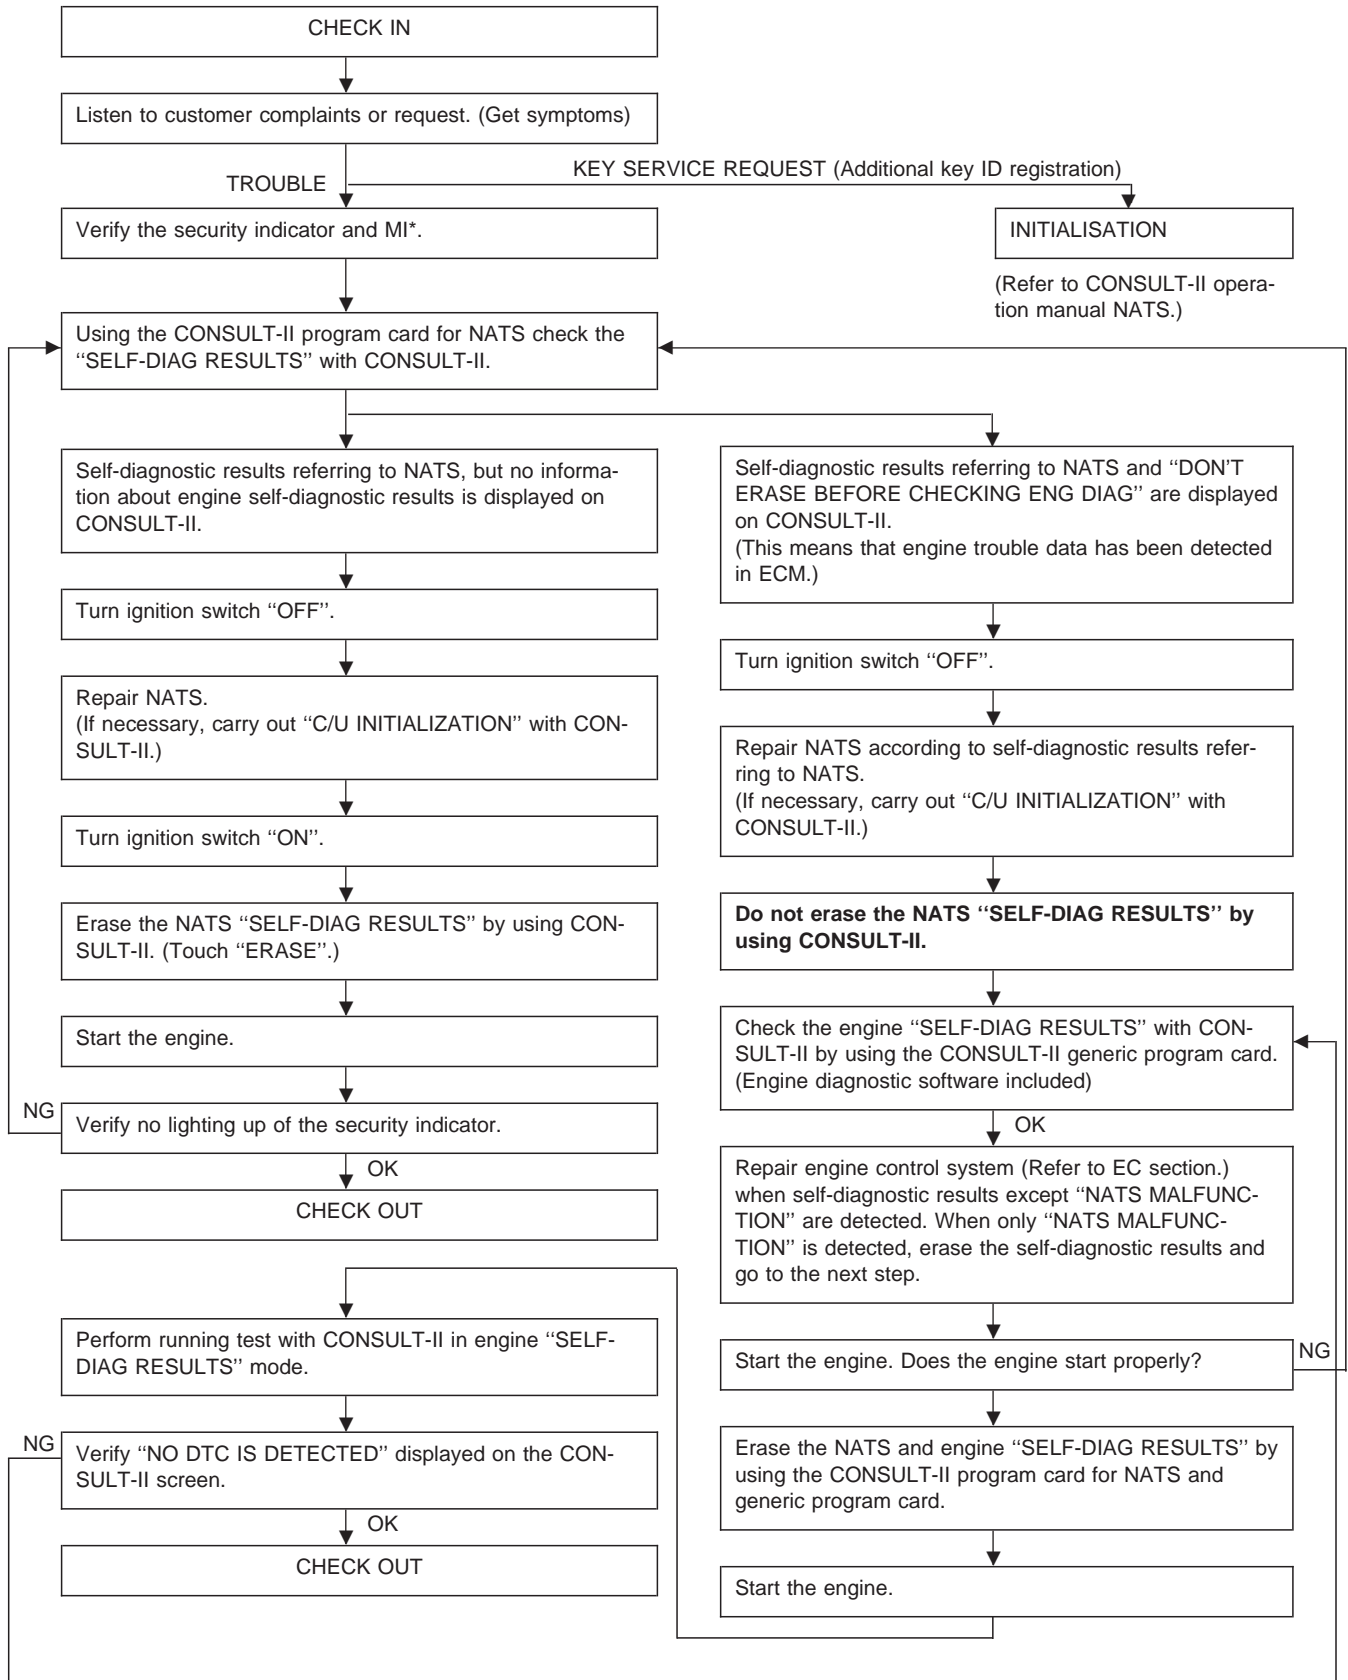 CHECK IN
Listen to customer complaints or request. (Get symptoms)
TROUBLE
KEY SERVICE REQUEST (Additional key ID registration)
Verify the security indicator and MI*.
INITIALISATION
(Refer to CONSULT-II opera-
tion manual NATS.)
Using the CONSULT-II program card for NATS check the
‘‘SELF-DIAG RESULTS’’ with CONSULT-II.
Self-diagnostic results referring to NATS, but no informa-
tion about engine self-diagnostic results is displayed on
CONSULT-II.
Turn ignition switch ‘‘OFF’’.
Repair NATS.
(If necessary, carry out ‘‘C/U INITIALIZATION’’ with CON-
SULT-II.)
Turn ignition switch ‘‘ON’’.
Erase the NATS ‘‘SELF-DIAG RESULTS’’ by using CON-
SULT-II. (Touch ‘‘ERASE’’.)
Start the engine.
NG
Verify no lighting up of the security indicator.
OK
CHECK OUT
Self-diagnostic results referring to NATS and ‘‘DON’T
ERASE BEFORE CHECKING ENG DIAG’’ are displayed
on CONSULT-II.
(This means that engine trouble data has been detected
in ECM.)
Turn ignition switch ‘‘OFF’’.
Repair NATS according to self-diagnostic results refer-
ring to NATS.
(If necessary, carry out ‘‘C/U INITIALIZATION’’ with
CONSULT-II.)
Do not erase the NATS ‘‘SELF-DIAG RESULTS’’ by
using CONSULT-II.
Check the engine ‘‘SELF-DIAG RESULTS’’ with CON-
SULT-II by using the CONSULT-II generic program card.
(Engine diagnostic software included)
OK
Repair engine control system (Refer to EC section.)
when self-diagnostic results except ‘‘NATS MALFUNC-
TION’’ are detected. When only ‘‘NATS MALFUNC-
TION’’ is detected, erase the self-diagnostic results and
go to the next step.
Start the engine. Does the engine start properly?
NG
Erase the NATS and engine ‘‘SELF-DIAG RESULTS’’ by
using the CONSULT-II program card for NATS and
generic program card.
Start the engine.
Perform running test with CONSULT-II in engine ‘‘SELF-
DIAG RESULTS’’ mode.
NG
Verify ‘‘NO DTC IS DETECTED’’ displayed on the CON-
SULT-II screen.
OK
CHECK OUT